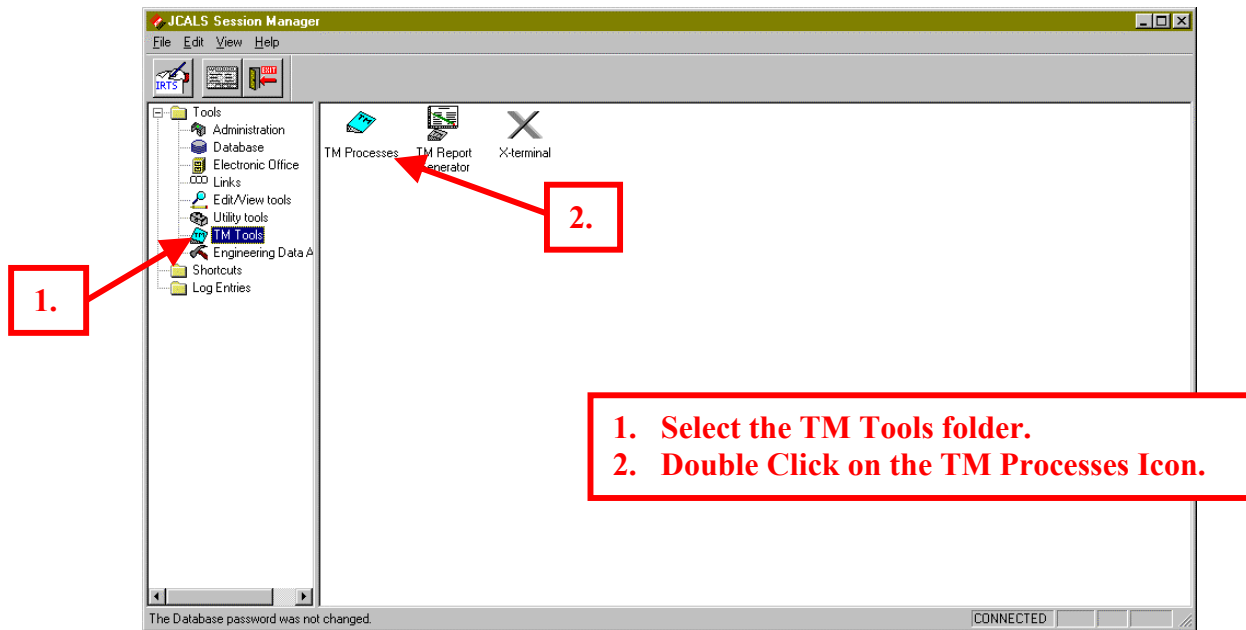 JCALS Session Manager
File Edit View Help
IRTS EXIT
Tools
Administration
Database
Electronic Office
Links
Edit/View tools
Utility tools
TM Tools
Engineering Data A
Shortcuts
Log Entries
TM
TM Processes
TM Report
enerator
X-terminal
1.
2.
1. Select the TM Tools folder.
2. Double Click on the TM Processes Icon.
The Database password was not changed.
CONNECTED